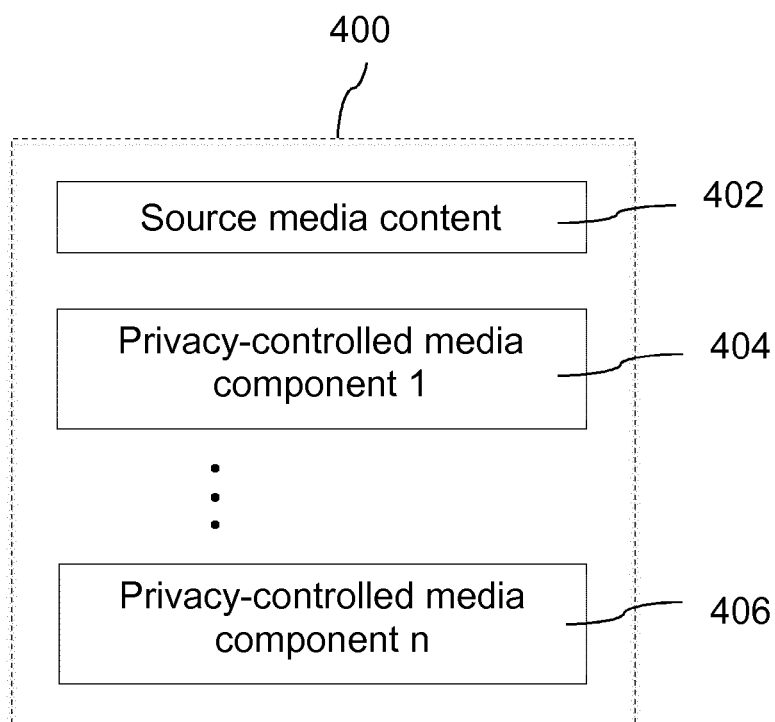 400
Source media content
402
Privacy-controlled media
component 1
404
Privacy-controlled media
component n
406